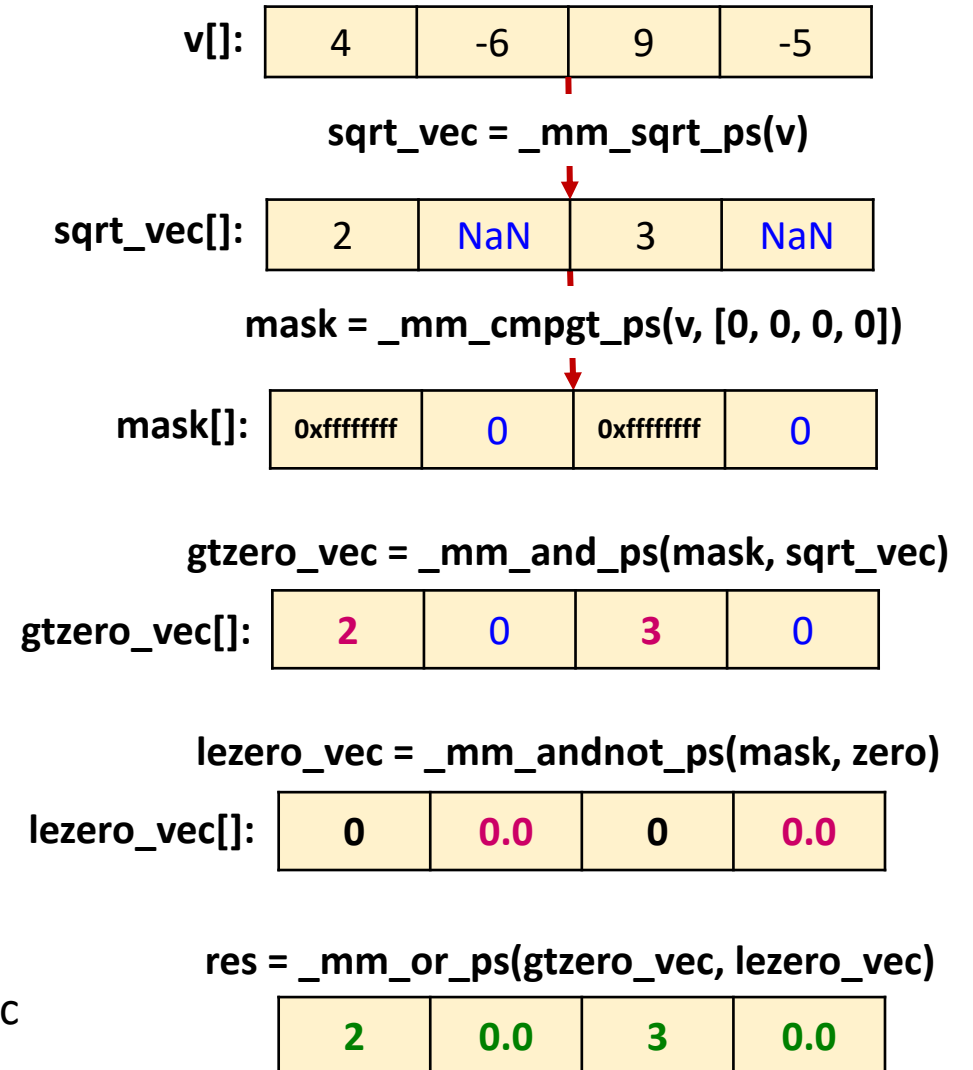 v[]: 4 -6 9 -5
sqrt_vec = _mm_sqrt_ps(v)
sqrt_vec[]: 2 NaN 3 NaN
mask = _mm_cmpgt_ps(v, [0, 0, 0, 0])
mask[]: 0xffffffff 0 0xffffffff 0
gtzero_vec = _mm_and_ps(mask, sqrt_vec)
gtzero_vec[]: 2 0 3 0
lezero_vec = _mm_andnot_ps(mask, zero)
lezero_vec[]: 0 0.0 0 0.0
res = _mm_or_ps(gtzero_vec, lezero_vec)
c 2 0.0 3 0.0